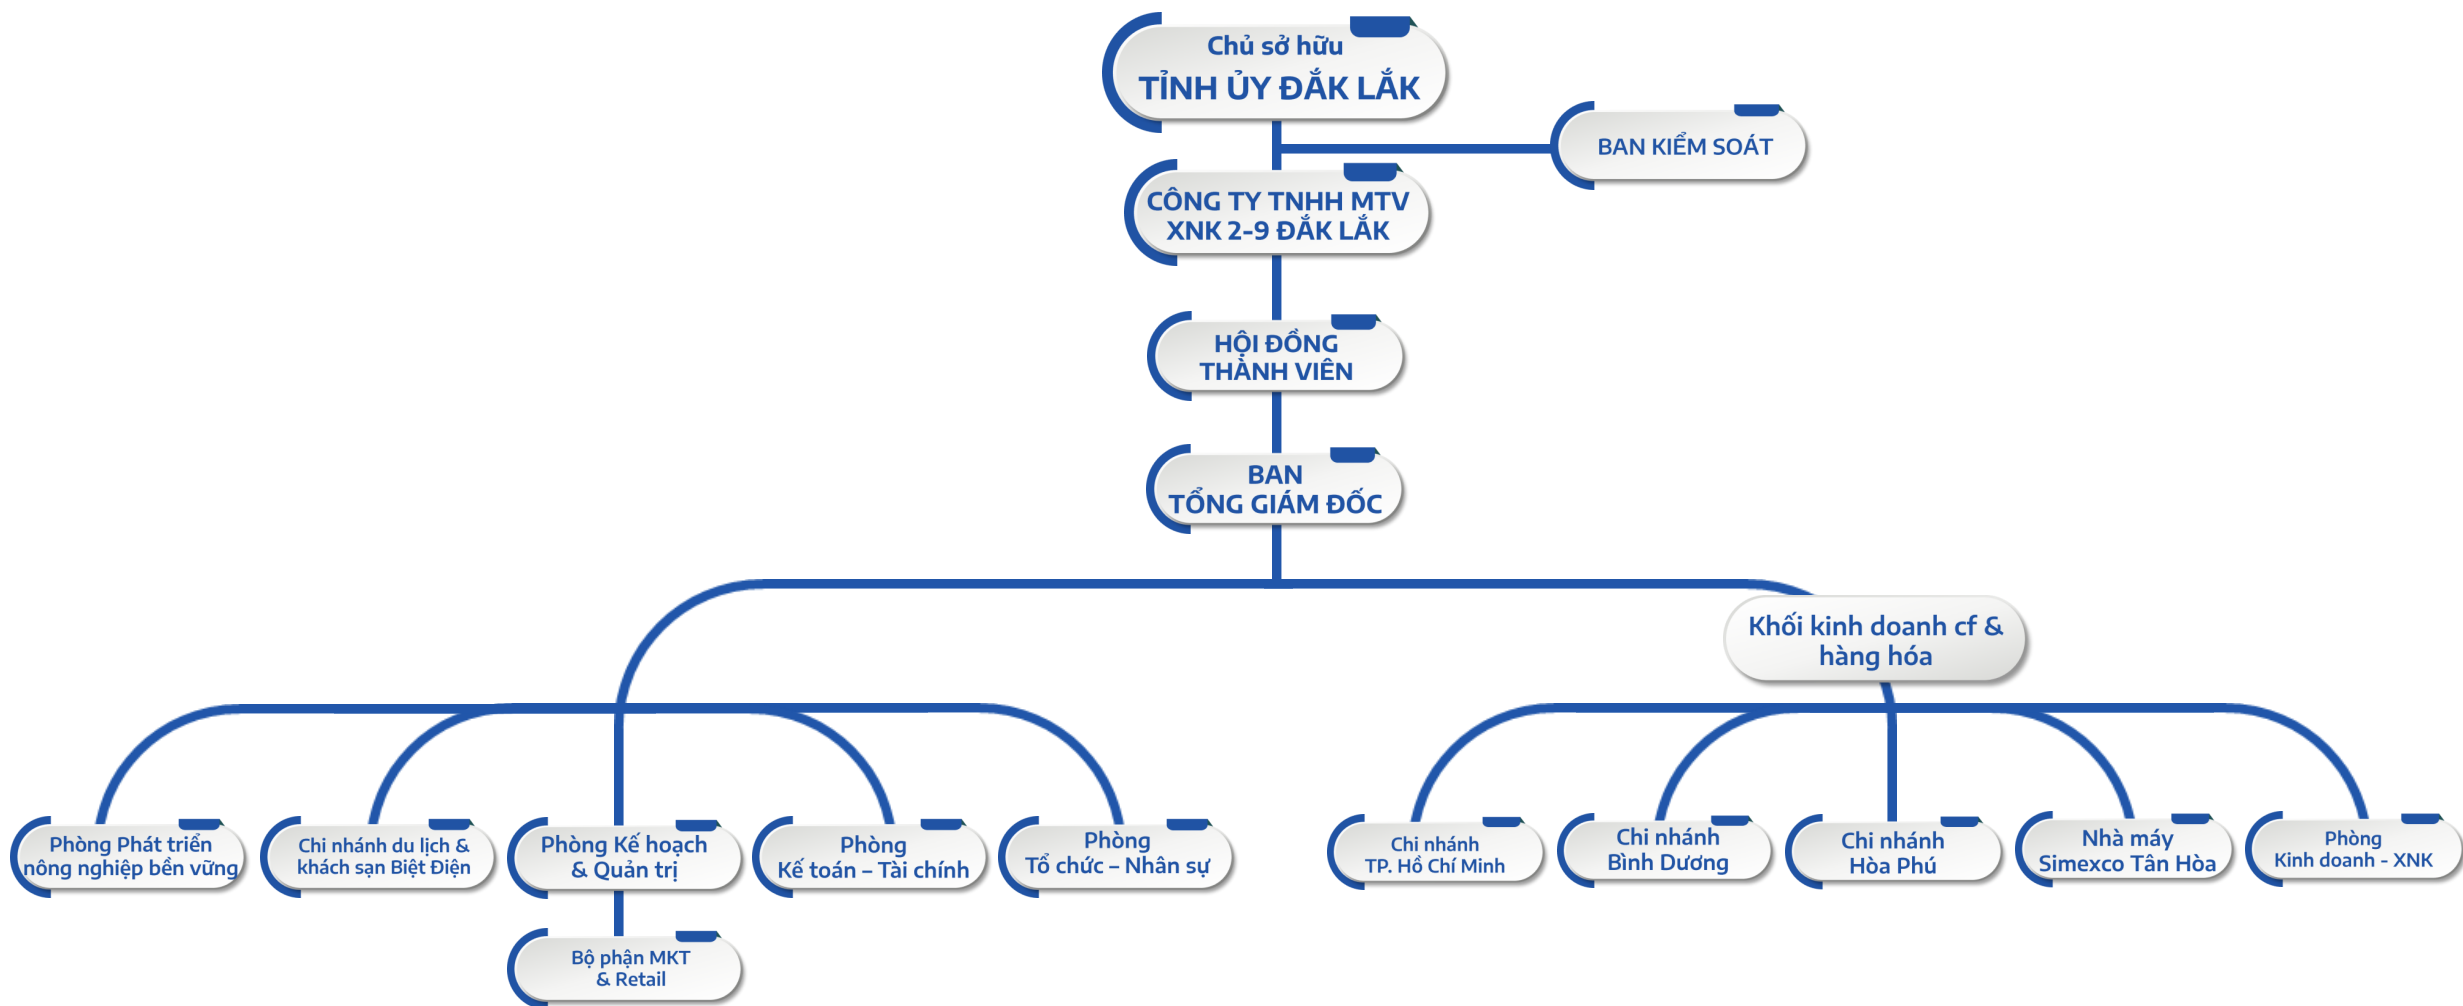 Chủ sở hữu
TỈNH ỦY ĐẮK LẮK
BAN KIỂM SOÁT
CÔNG TY TNHH MTV
XNK 2-9 ĐẮK LẮK
HỘI ĐỒNG
THÀNH VIÊN
BAN
TỔNG GIÁM ĐỐC
Khối kinh doanh cf &
hàng hóa
Phòng Phát triển
nông nghiệp bền vững
Chi nhánh du lịch &
khách sạn Biệt Điện
Phòng Kế hoạch
& Quản trị
Phòng
Kế toán – Tài chính
Phòng
Tổ chức – Nhân sự
Chi nhánh
TP. Hồ Chí Minh
Chi nhánh
Bình Dương
Chi nhánh
Hòa Phú
Nhà máy
Simexco Tân Hòa
Phòng
Kinh doanh - XNK
Bộ phận MKT
& Retail